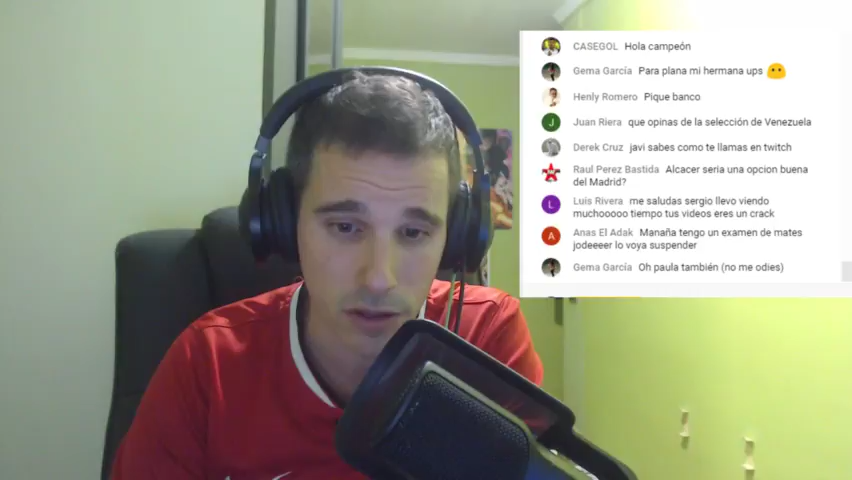 CASEGOL Hola campeón
Gema García Para plana mi hermana ups
Henly Romero Pique banco
J Juan Riera que opinas de la selección de Venezuela
Derek Cruz javi sabes como te llamas en twitch
Raul Perez Bastida Alcacer seria una opcion buena
del Madrid?
L Luis Rivera me saludas sergio llevo viendo
muchooooo tiempo tus videos eres un crack
A Anas El Adak Manaña tengo un examen de mates
jodeeeer lo voya suspender
Gema García Oh paula también (no me odies)